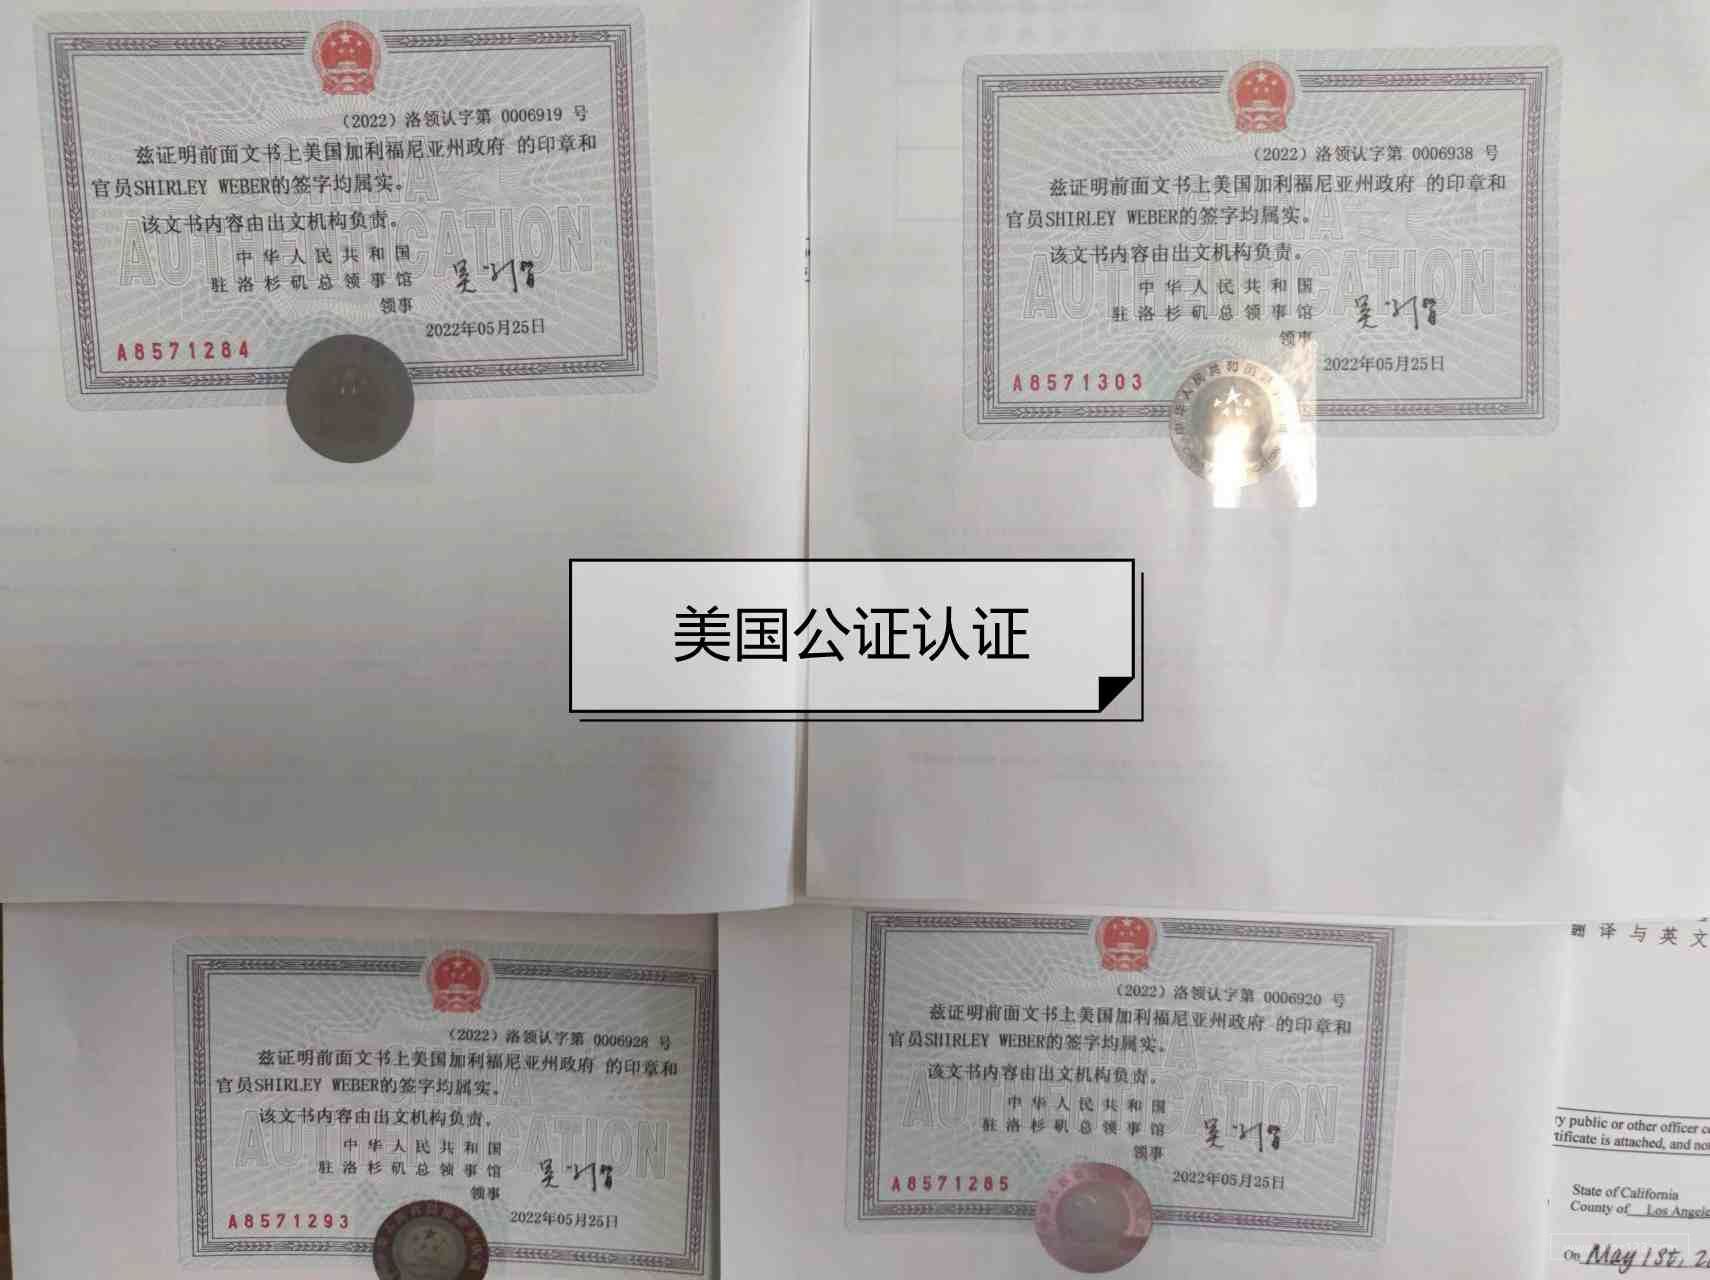 （2022）洛领认字第 0006919 号
兹证明前面文书上美国加利福尼亚州政府 的印章和
官员SHIRLEY WEBER的签字均属实。
该文书内容由出文机构负责。
中华人民共和国
驻洛杉矶总领事馆
领事
2022年05月25日
A8571284
CHINA
AUTHENTICATION
（2022）洛领认字第 0006938 号
兹证明前面文书上美国加利福尼亚州政府 的印章和
官员SHIRLEY WEBER的签字均属实。
该文书内容由出文机构负责。
中华人民共和国
驻洛杉矶总领事馆
领事
2022年05月25日
A8571303
CHINA
AUTHENTICATION
美国公证认证
（2022）洛领认字第 0006928 号
兹证明前面文书上美国加利福尼亚州政府 的印章和
官员SHIRLEY WEBER的签字均属实。
该文书内容由出文机构负责。
中华人民共和国
驻洛杉矶总领事馆
领事
2022年05月25日
A8571293
AUTHENTICATION
（2022）洛领认字第 0006920 号
兹证明前面文书上美国加利福尼亚州政府 的印章和
官员SHIRLEY WEBER的签字均属实。
该文书内容由出文机构负责。
中华人民共和国
驻洛杉矶总领事馆
领事
2022年05月25日
A8571285
AUTHENTICATION
译与英文
ry public or other officer c
tificate is attached, and no
State of California
County of Los Angele
On May 1st, 2